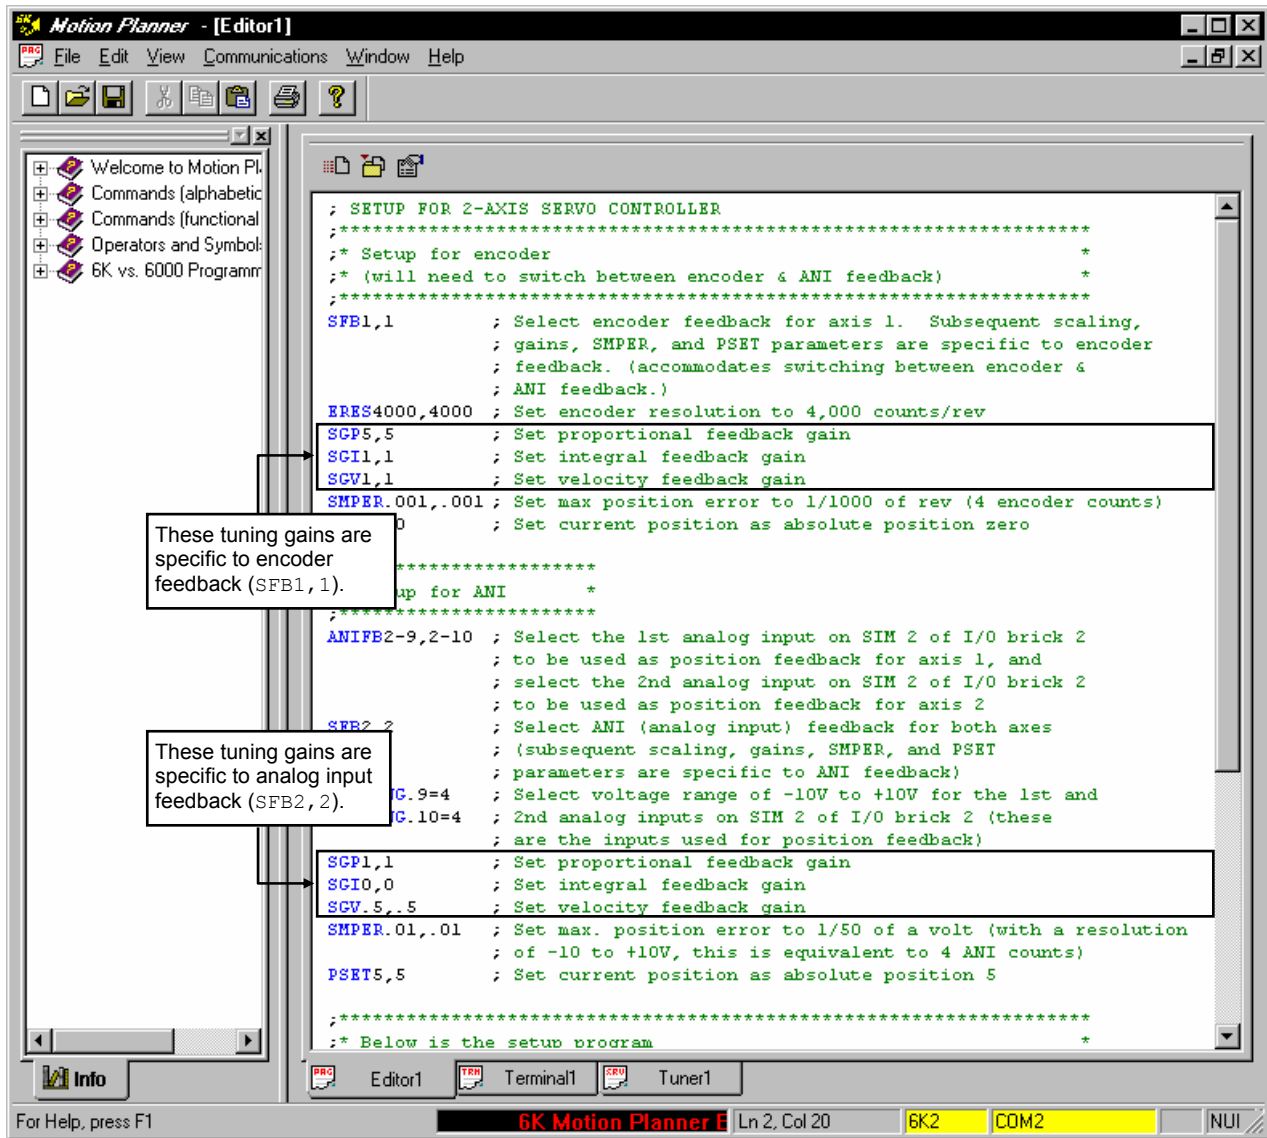 Motion Planner - [Editor1]
File Edit View Communications Window Help
Welcome to Motion Pl
Commands (alphabetic
Commands (functional
Operators and Symbol
6K vs. 6000 Programm
; SETUP FOR 2-AXIS SERVO CONTROLLER
;*******************************************************************
;* Setup for encoder *
;* (will need to switch between encoder & ANI feedback) *
;*******************************************************************
SFB1,1 ; Select encoder feedback for axis 1. Subsequent scaling,
; gains, SMPER, and PSET parameters are specific to encoder
; feedback. (accommodates switching between encoder &
; ANI feedback.)
ERES4000,4000 ; Set encoder resolution to 4,000 counts/rev
SGP5,5 ; Set proportional feedback gain
SGI1,1 ; Set integral feedback gain
SGV1,1 ; Set velocity feedback gain
SMPER.001,.001 ; Set max position error to 1/1000 of rev (4 encoder counts)
0 ; Set current position as absolute position zero
These tuning gains are
specific to encoder
feedback (SFB1,1).
*******************
up for ANI *
;***********************
ANIFB2-9,2-10 ; Select the 1st analog input on SIM 2 of I/O brick 2
; to be used as position feedback for axis 1, and
; select the 2nd analog input on SIM 2 of I/O brick 2
; to be used as position feedback for axis 2
SFB2,2 ; Select ANI (analog input) feedback for both axes
; (subsequent scaling, gains, SMPER, and PSET
; parameters are specific to ANI feedback)
These tuning gains are
specific to analog input
feedback (SFB2,2).
NG.9=4 ; Select voltage range of -10V to +10V for the 1st and
NG.10=4 ; 2nd analog inputs on SIM 2 of I/O brick 2 (these
; are the inputs used for position feedback)
SGP1,1 ; Set proportional feedback gain
SGI0,0 ; Set integral feedback gain
SGV.5,.5 ; Set velocity feedback gain
SMPER.01,.01 ; Set max. position error to 1/50 of a volt (with a resolution
; of -10 to +10V, this is equivalent to 4 ANI counts)
PSET5,5 ; Set current position as absolute position 5
;*******************************************************************
;* Below is the setup program *
Info
PRG Editor1 TRM Terminal1 SRV Tuner1
For Help, press F1 6K Motion Planner E Ln 2, Col 20 6K2 COM2 NUI